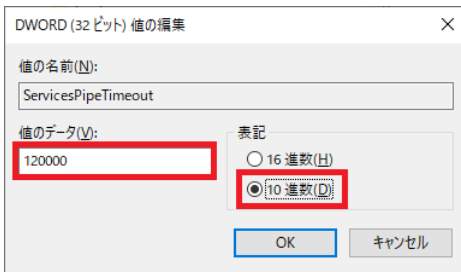 DWORD (32 ビット) 値の編集
値の名前(N):
ServicesPipeTimeout
値のデータ(V):
120000
表記
16 進数(H)
10 進数(D)
OK
キャンセル